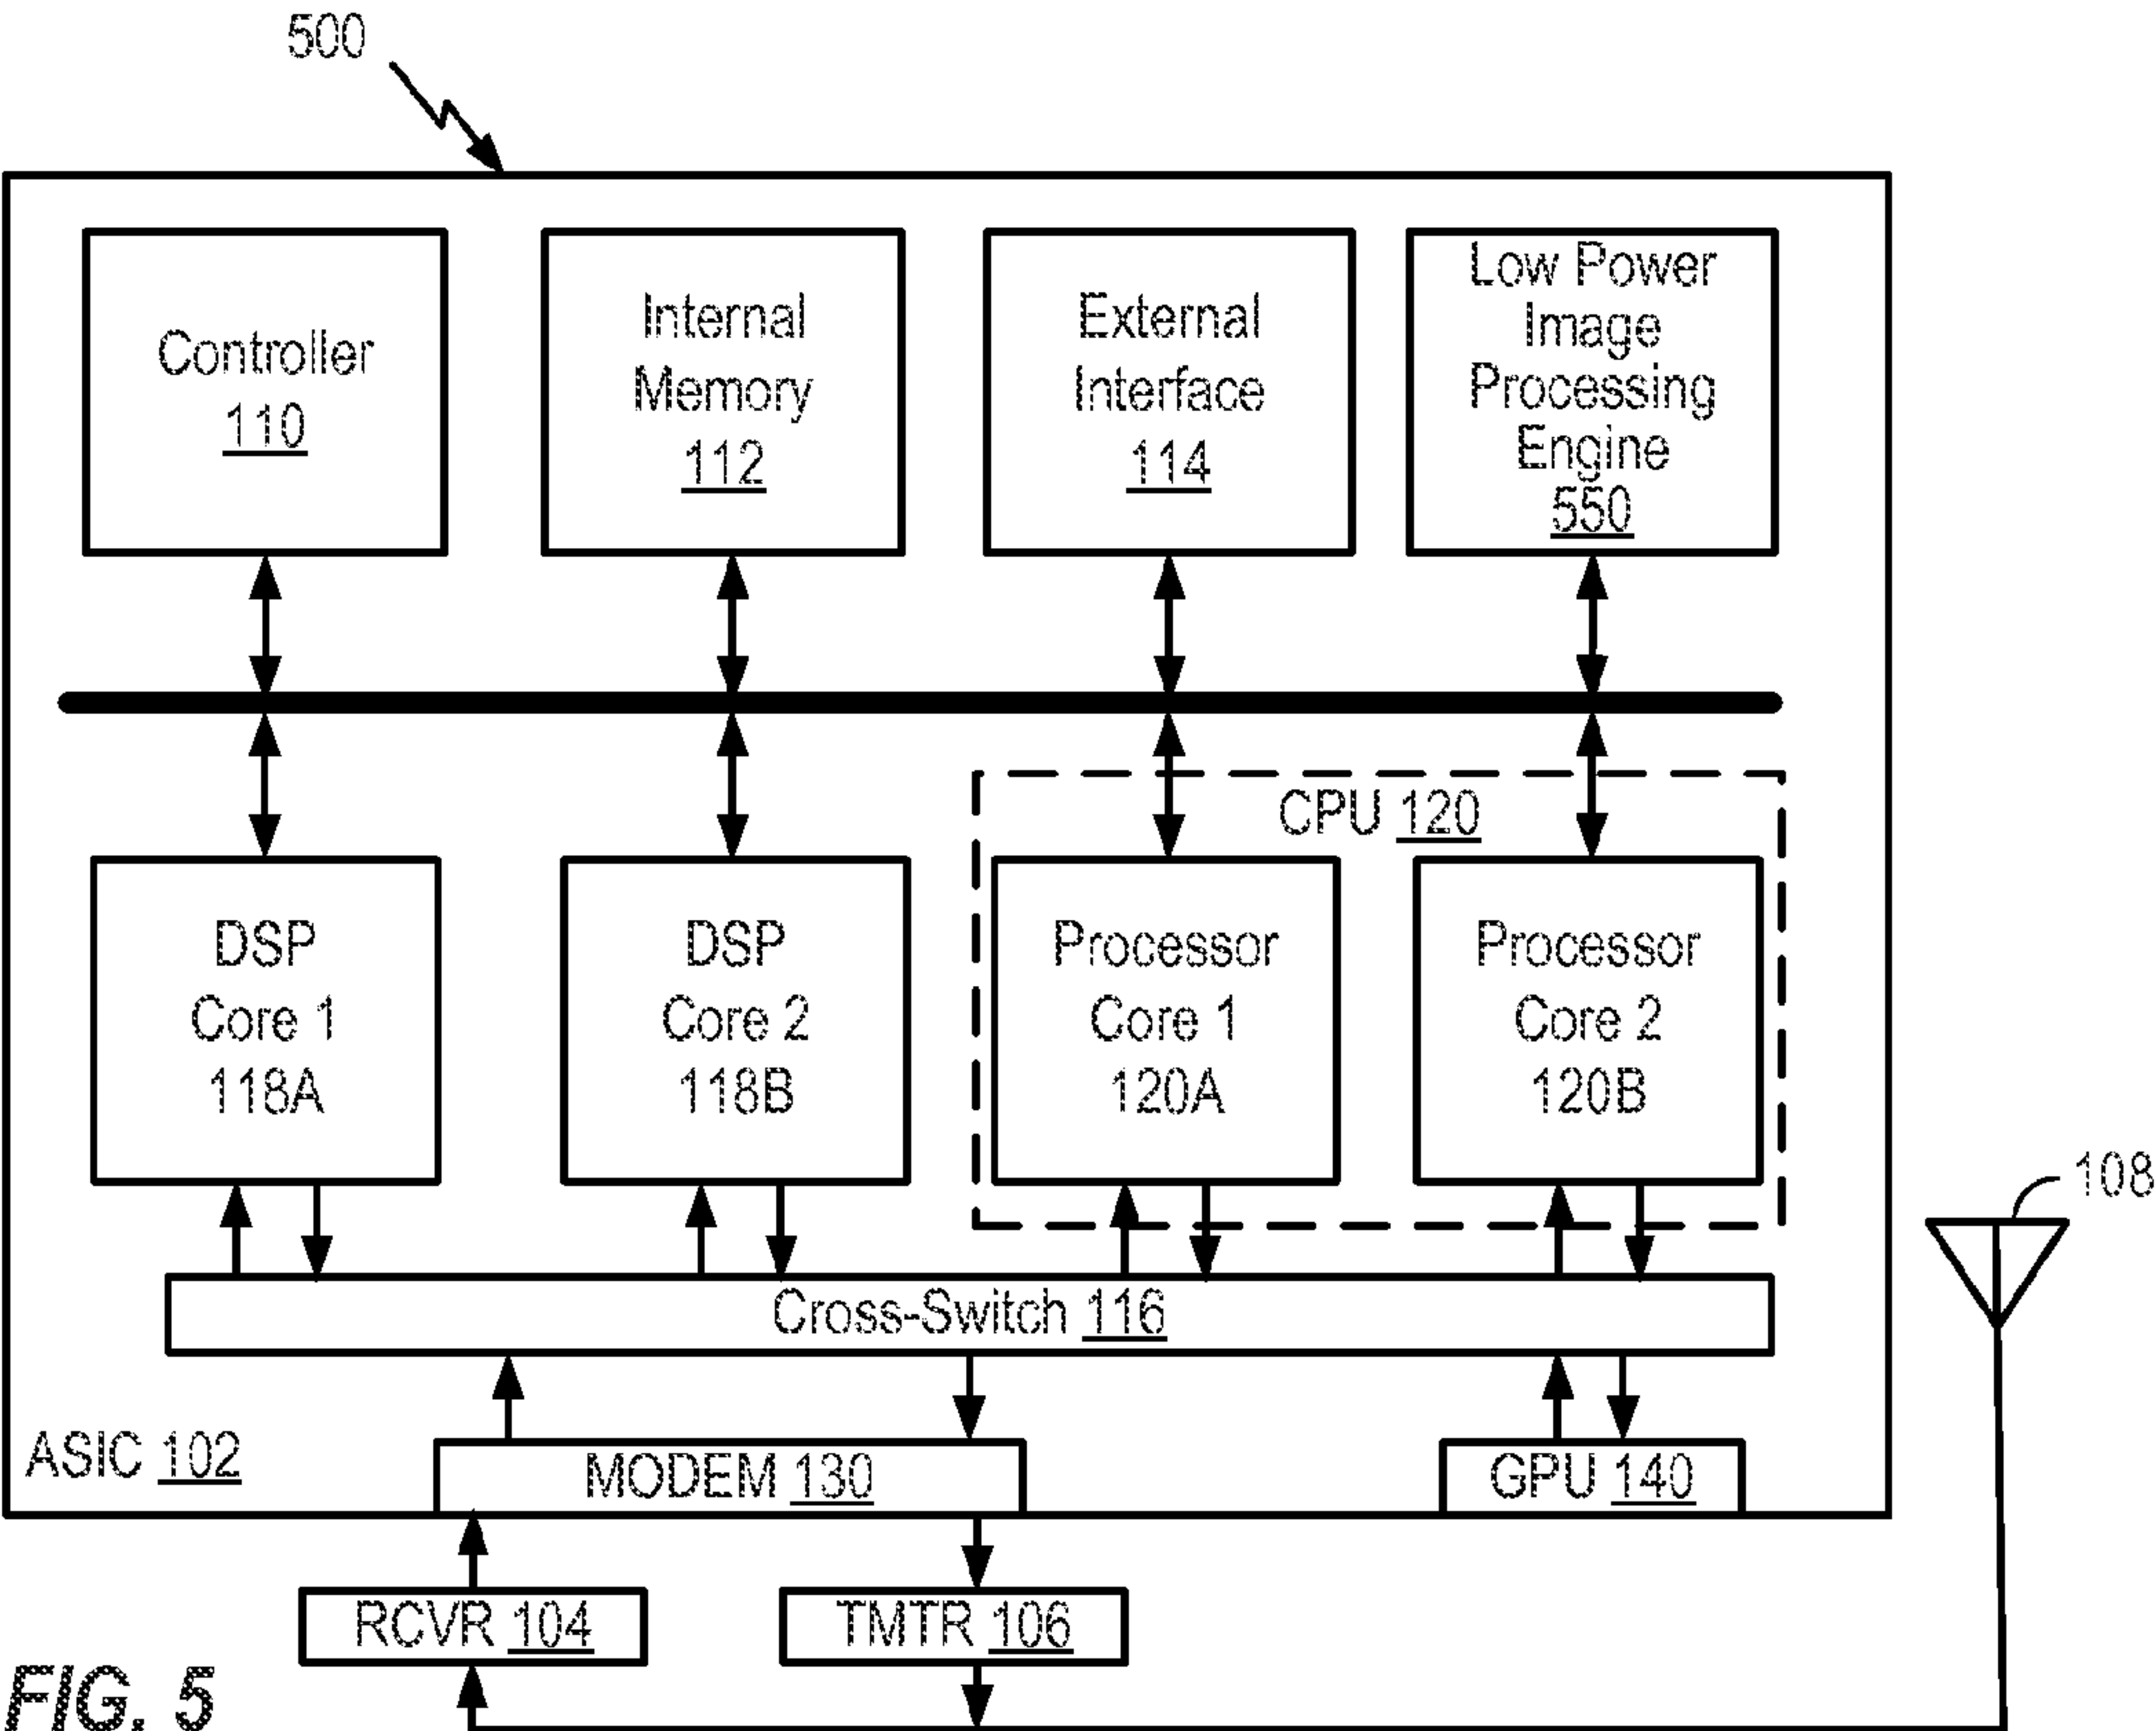 500
Controller
110
Internal
Memory
112
External
Interface
114
Low Power
Image
Processing
Engine
550
CPU 120
DSP
Core 1
118A
DSP
Core 2
118B
Processor
Core 1
120A
Processor
Core 2
120B
108
Cross-Switch 116
ASIC 102
MODEM 130
GPU 140
RCVR 104
TMTR 106
FIG. 5